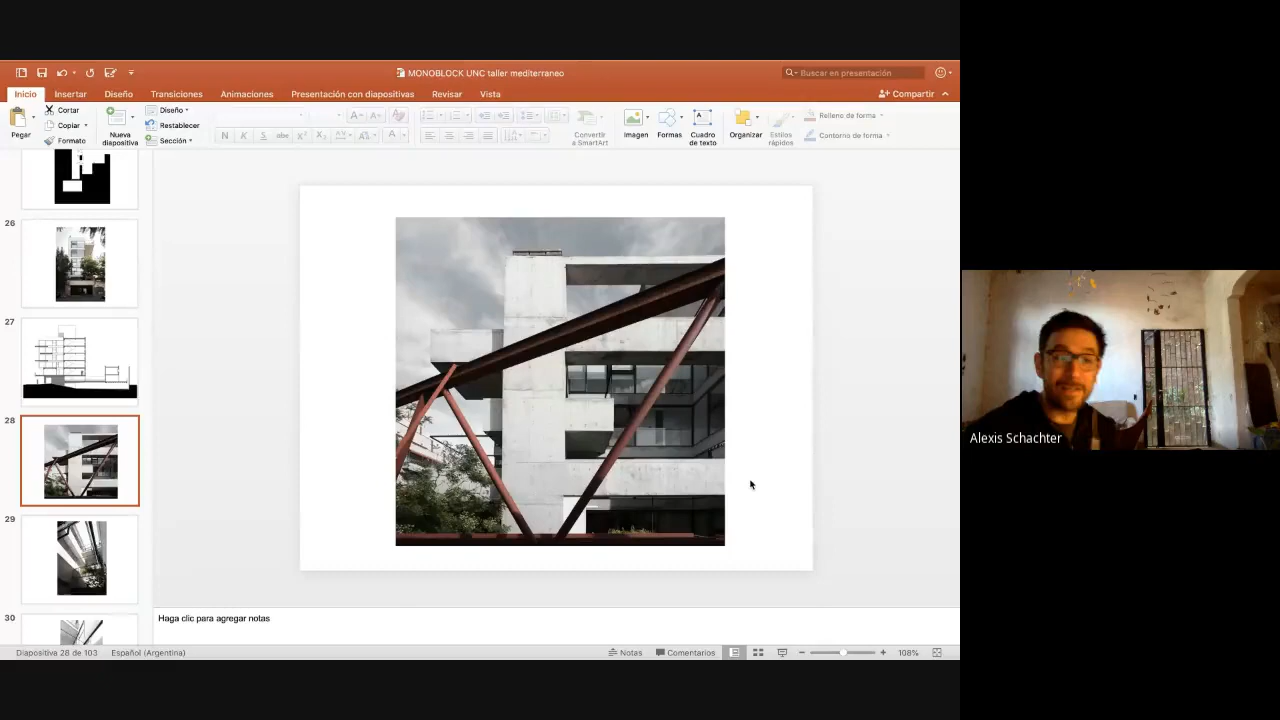 MONOBLOCK UNC taller mediterraneo
Buscar en presentación
Inicio Insertar Diseño Transiciones Animaciones Presentación con diapositivas Revisar Vista
Compartir
Pegar
Cortar
Copiar
Formato
Nueva diapositiva
Diseño
Restablecer
Sección
N K S abc X² X₂
Convertir a SmartArt
Imagen
Formas
Cuadro de texto
Organizar
Estilos rápidos
Relleno de forma
Contorno de forma
26
27
28
29
30
Alexis Schachter
Haga clic para agregar notas
Diapositiva 28 de 103 Español (Argentina)
Notas Comentarios 108%